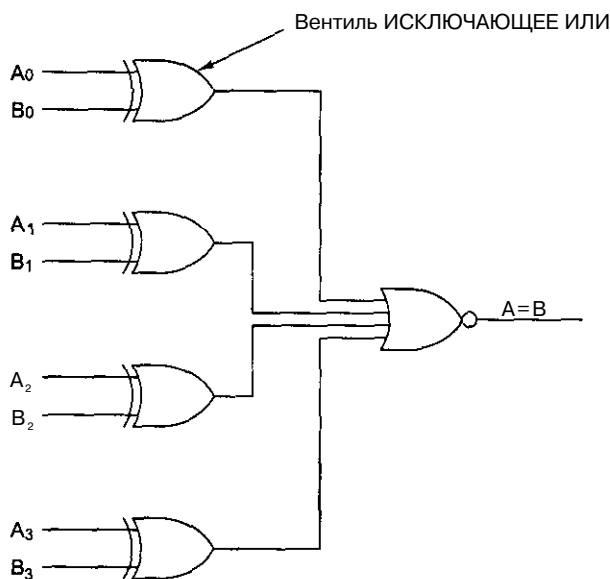 Вентиль ИСКЛЮЧАЮЩЕЕ ИЛИ
A₀
B₀
A₁
B₁
A=B
A₂
B₂
A₃
B₃